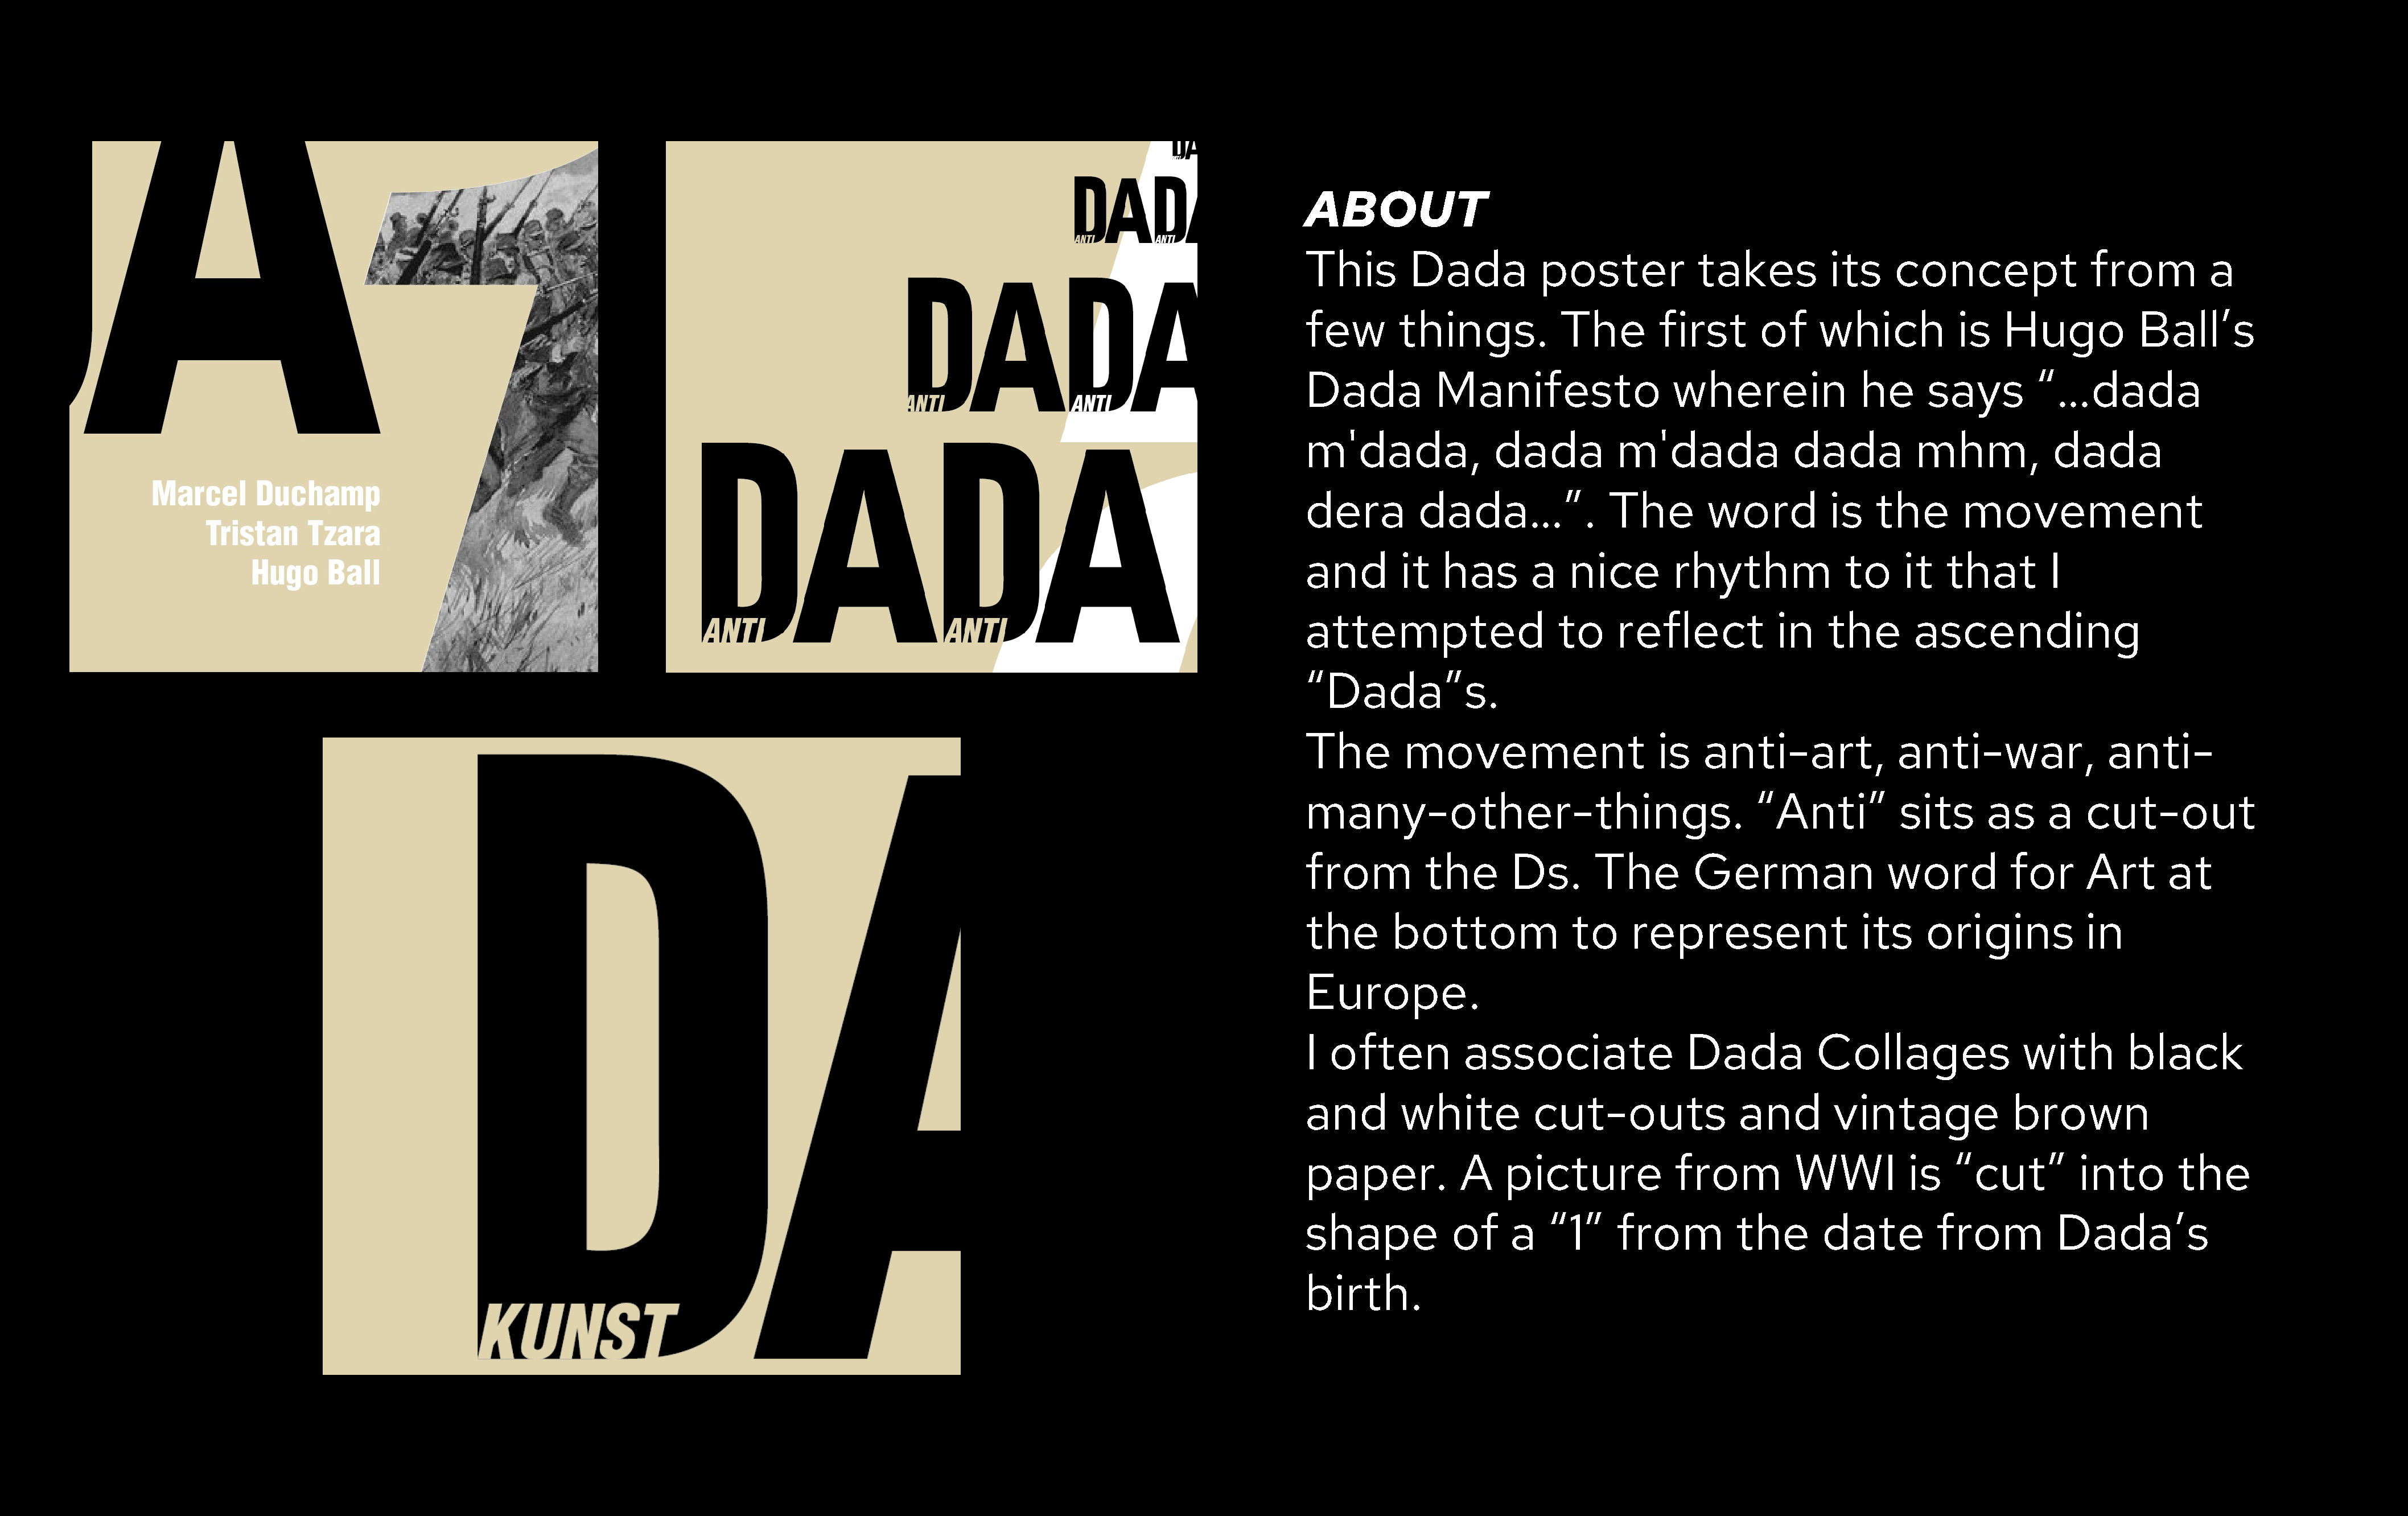 A
Marcel Duchamp
Tristan Tzara
Hugo Ball
DA
DADA
ANTI ANTI
DADA
ANTI ANTI
DADA
ANTI ANTI
DA
KUNST
ABOUT
This Dada poster takes its concept from a
few things. The first of which is Hugo Ball’s
Dada Manifesto wherein he says “...dada
m'dada, dada m'dada dada mhm, dada
dera dada...”. The word is the movement
and it has a nice rhythm to it that I
attempted to reflect in the ascending
“Dada”s.
The movement is anti-art, anti-war, anti-
many-other-things. “Anti” sits as a cut-out
from the Ds. The German word for Art at
the bottom to represent its origins in
Europe.
I often associate Dada Collages with black
and white cut-outs and vintage brown
paper. A picture from WWI is “cut” into the
shape of a “1” from the date from Dada’s
birth.